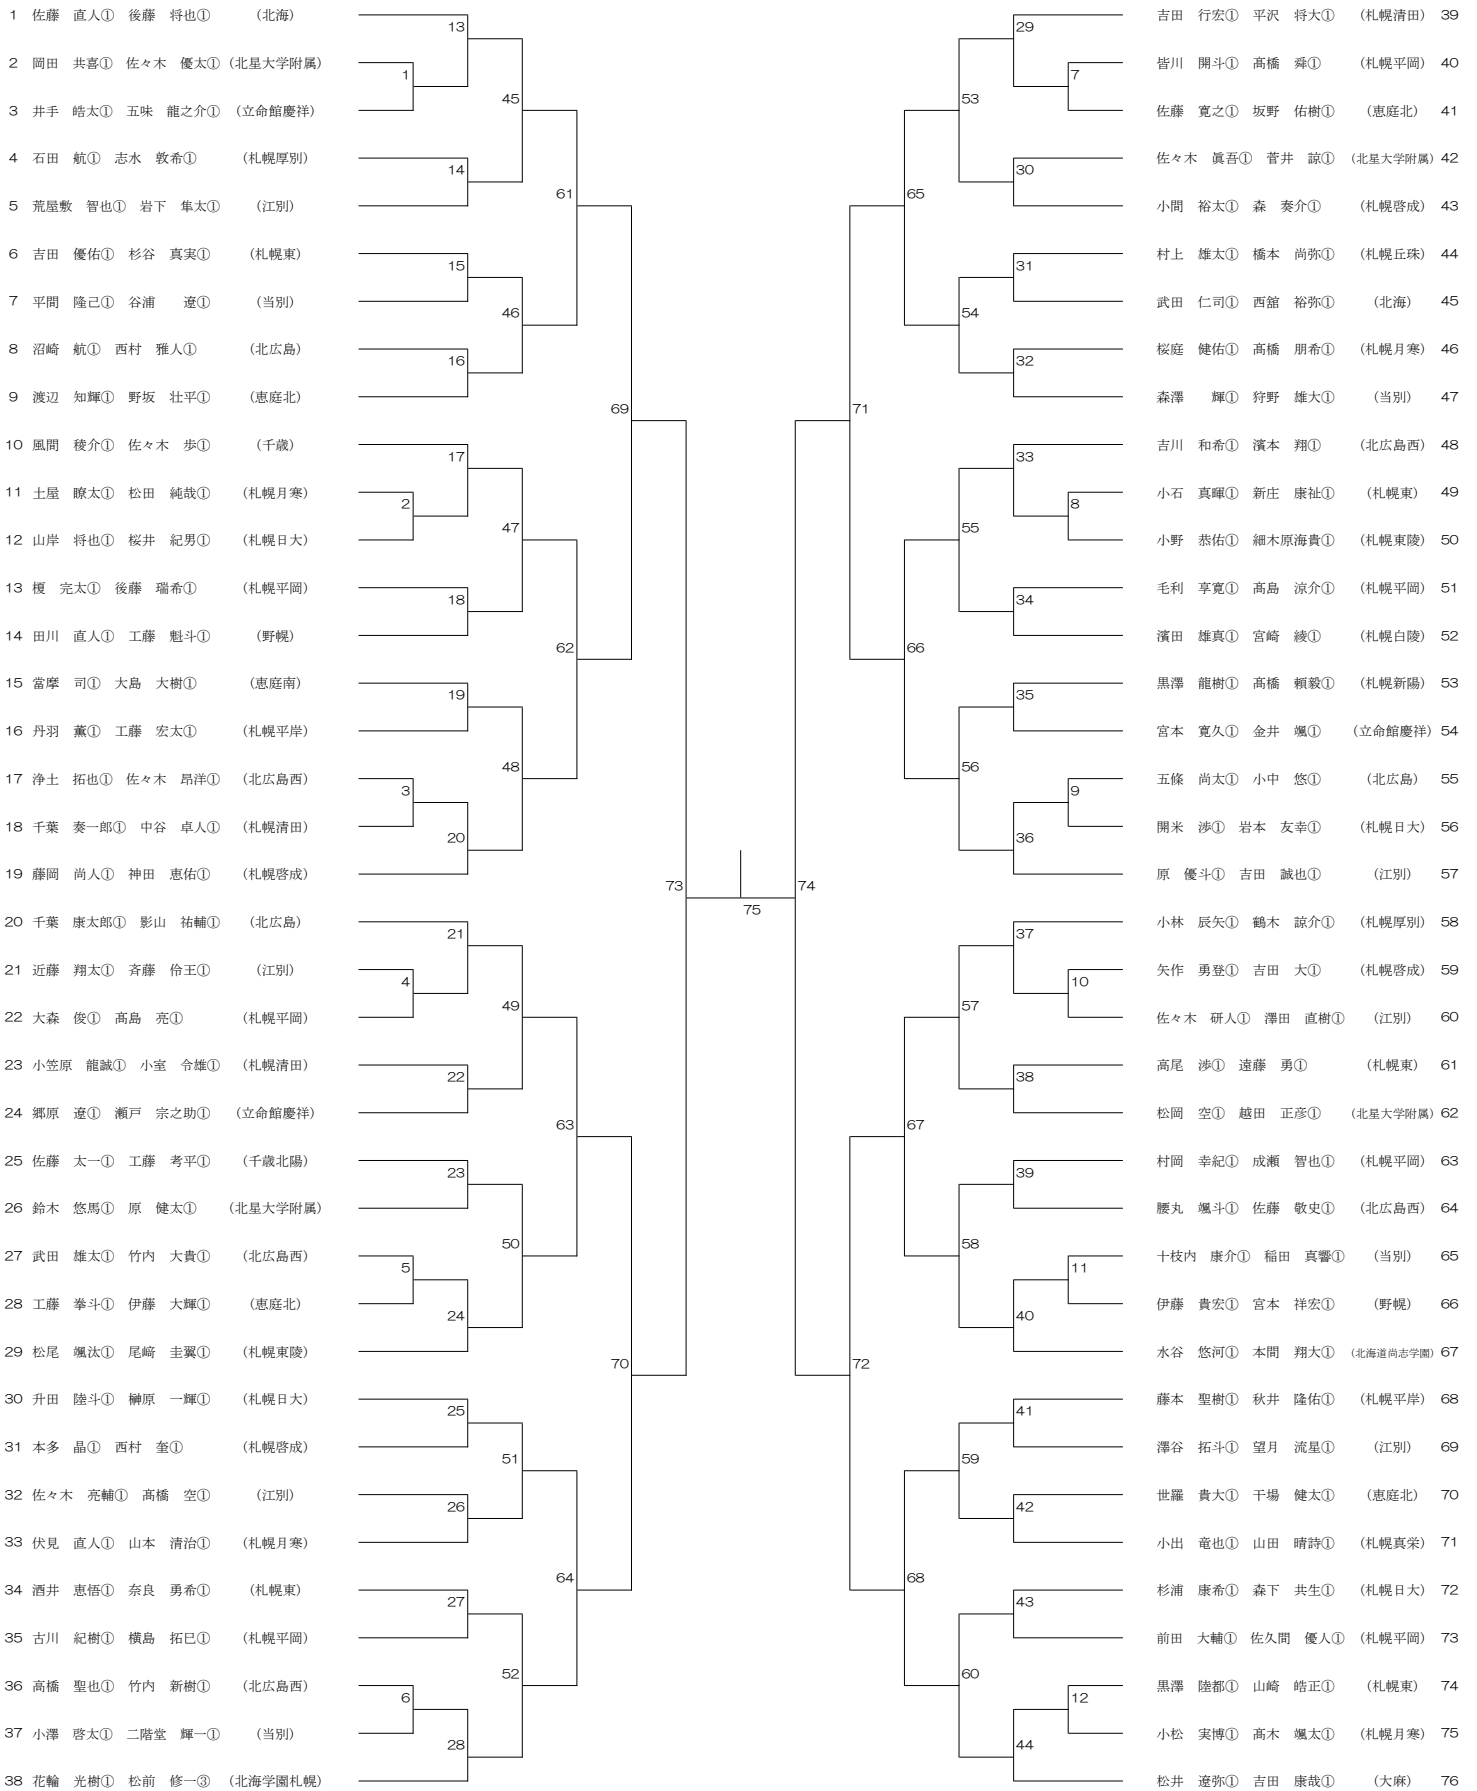 1 佐藤 直人① 後藤 将也① (北海)
2 岡田 共喜① 佐々木 優太① (北星大学附属)
3 井手 皓太① 五味 龍之介① (立命館慶祥)
4 石田 航① 志水 敦希① (札幌厚別)
5 荒屋敷 智也① 岩下 隼太① (江別)
6 吉田 優佑① 杉谷 真実① (札幌東)
7 平間 隆己① 谷浦 遼① (当別)
8 沼崎 航① 西村 雅人① (北広島)
9 渡辺 知輝① 野坂 壮平① (恵庭北)
10 風間 稜介① 佐々木 歩① (千歳)
11 土屋 瞭太① 松田 純哉① (札幌月寒)
12 山岸 将也① 桜井 紀男① (札幌日大)
13 榎 完太① 後藤 瑞希① (札幌平岡)
14 田川 直人① 工藤 魁斗① (野幌)
15 當摩 司① 大島 大樹① (恵庭南)
16 丹羽 薫① 工藤 宏太① (札幌平岸)
17 浄土 拓也① 佐々木 昂洋① (北広島西)
18 千葉 奏一郎① 中谷 卓人① (札幌清田)
19 藤岡 尚人① 神田 恵佑① (札幌啓成)
20 千葉 康太郎① 影山 祐輔① (北広島)
21 近藤 翔太① 斉藤 伶王① (江別)
22 大森 俊① 髙島 亮① (札幌平岡)
23 小笠原 龍誠① 小室 令雄① (札幌清田)
24 郷原 遼① 瀬戸 宗之助① (立命館慶祥)
25 佐藤 太一① 工藤 考平① (千歳北陽)
26 鈴木 悠馬① 原 健太① (北星大学附属)
27 武田 雄太① 竹内 大貴① (北広島西)
28 工藤 拳斗① 伊藤 大輝① (恵庭北)
29 松尾 颯汰① 尾﨑 圭翼① (札幌東陵)
30 升田 陸斗① 榊原 一輝① (札幌日大)
31 本多 晶① 西村 奎① (札幌啓成)
32 佐々木 亮輔① 髙橋 空① (江別)
33 伏見 直人① 山本 清治① (札幌月寒)
34 酒井 恵悟① 奈良 勇希① (札幌東)
35 古川 紀樹① 横島 拓巳① (札幌平岡)
36 高橋 聖也① 竹内 新樹① (北広島西)
37 小澤 啓太① 二階堂 輝一① (当別)
38 花輪 光樹① 松前 修一③ (北海学園札幌)
13
1
45
14
61
15
46
16
69
17
2
47
18
62
19
48
3
20
73
21
4
49
22
63
23
50
5
24
70
25
51
26
64
27
52
6
28
75
74
29
7
53
30
65
31
54
32
71
33
8
55
34
66
35
56
9
36
37
10
57
38
67
39
58
11
40
72
41
59
42
68
43
60
12
44
吉田 行宏① 平沢 将大① (札幌清田) 39
皆川 開斗① 髙橋 舜① (札幌平岡) 40
佐藤 寛之① 坂野 佑樹① (恵庭北) 41
佐々木 眞吾① 菅井 諒① (北星大学附属) 42
小間 裕太① 森 奏介① (札幌啓成) 43
村上 雄太① 橋本 尚弥① (札幌丘珠) 44
武田 仁司① 西舘 裕弥① (北海) 45
桜庭 健佑① 髙橋 朋希① (札幌月寒) 46
森澤 輝① 狩野 雄大① (当別) 47
吉川 和希① 濱本 翔① (北広島西) 48
小石 真暉① 新庄 康祉① (札幌東) 49
小野 恭佑① 細木原海貴① (札幌東陵) 50
毛利 享寛① 髙島 涼介① (札幌平岡) 51
濱田 雄真① 宮崎 綾① (札幌白陵) 52
黒澤 龍樹① 髙橋 頼毅① (札幌新陽) 53
宮本 寛久① 金井 颯① (立命館慶祥) 54
五條 尚太① 小中 悠① (北広島) 55
開米 渉① 岩本 友幸① (札幌日大) 56
原 優斗① 吉田 誠也① (江別) 57
小林 辰矢① 鶴木 諒介① (札幌厚別) 58
矢作 勇登① 吉田 大① (札幌啓成) 59
佐々木 研人① 澤田 直樹① (江別) 60
高尾 渉① 遠藤 勇① (札幌東) 61
松岡 空① 越田 正彦① (北星大学附属) 62
村岡 幸紀① 成瀬 智也① (札幌平岡) 63
腰丸 颯斗① 佐藤 敬史① (北広島西) 64
十枝内 康介① 稲田 真響① (当別) 65
伊藤 貴宏① 宮本 祥宏① (野幌) 66
水谷 悠河① 本間 翔大① (北海道尚志学園) 67
藤本 聖樹① 秋井 隆佑① (札幌平岸) 68
澤谷 拓斗① 望月 流星① (江別) 69
世羅 貴大① 干場 健太① (恵庭北) 70
小出 竜也① 山田 晴詩① (札幌真栄) 71
杉浦 康希① 森下 共生① (札幌日大) 72
前田 大輔① 佐久間 優人① (札幌平岡) 73
黒澤 陸都① 山崎 皓正① (札幌東) 74
小松 実博① 髙木 颯太① (札幌月寒) 75
松井 遼弥① 吉田 康哉① (大麻) 76